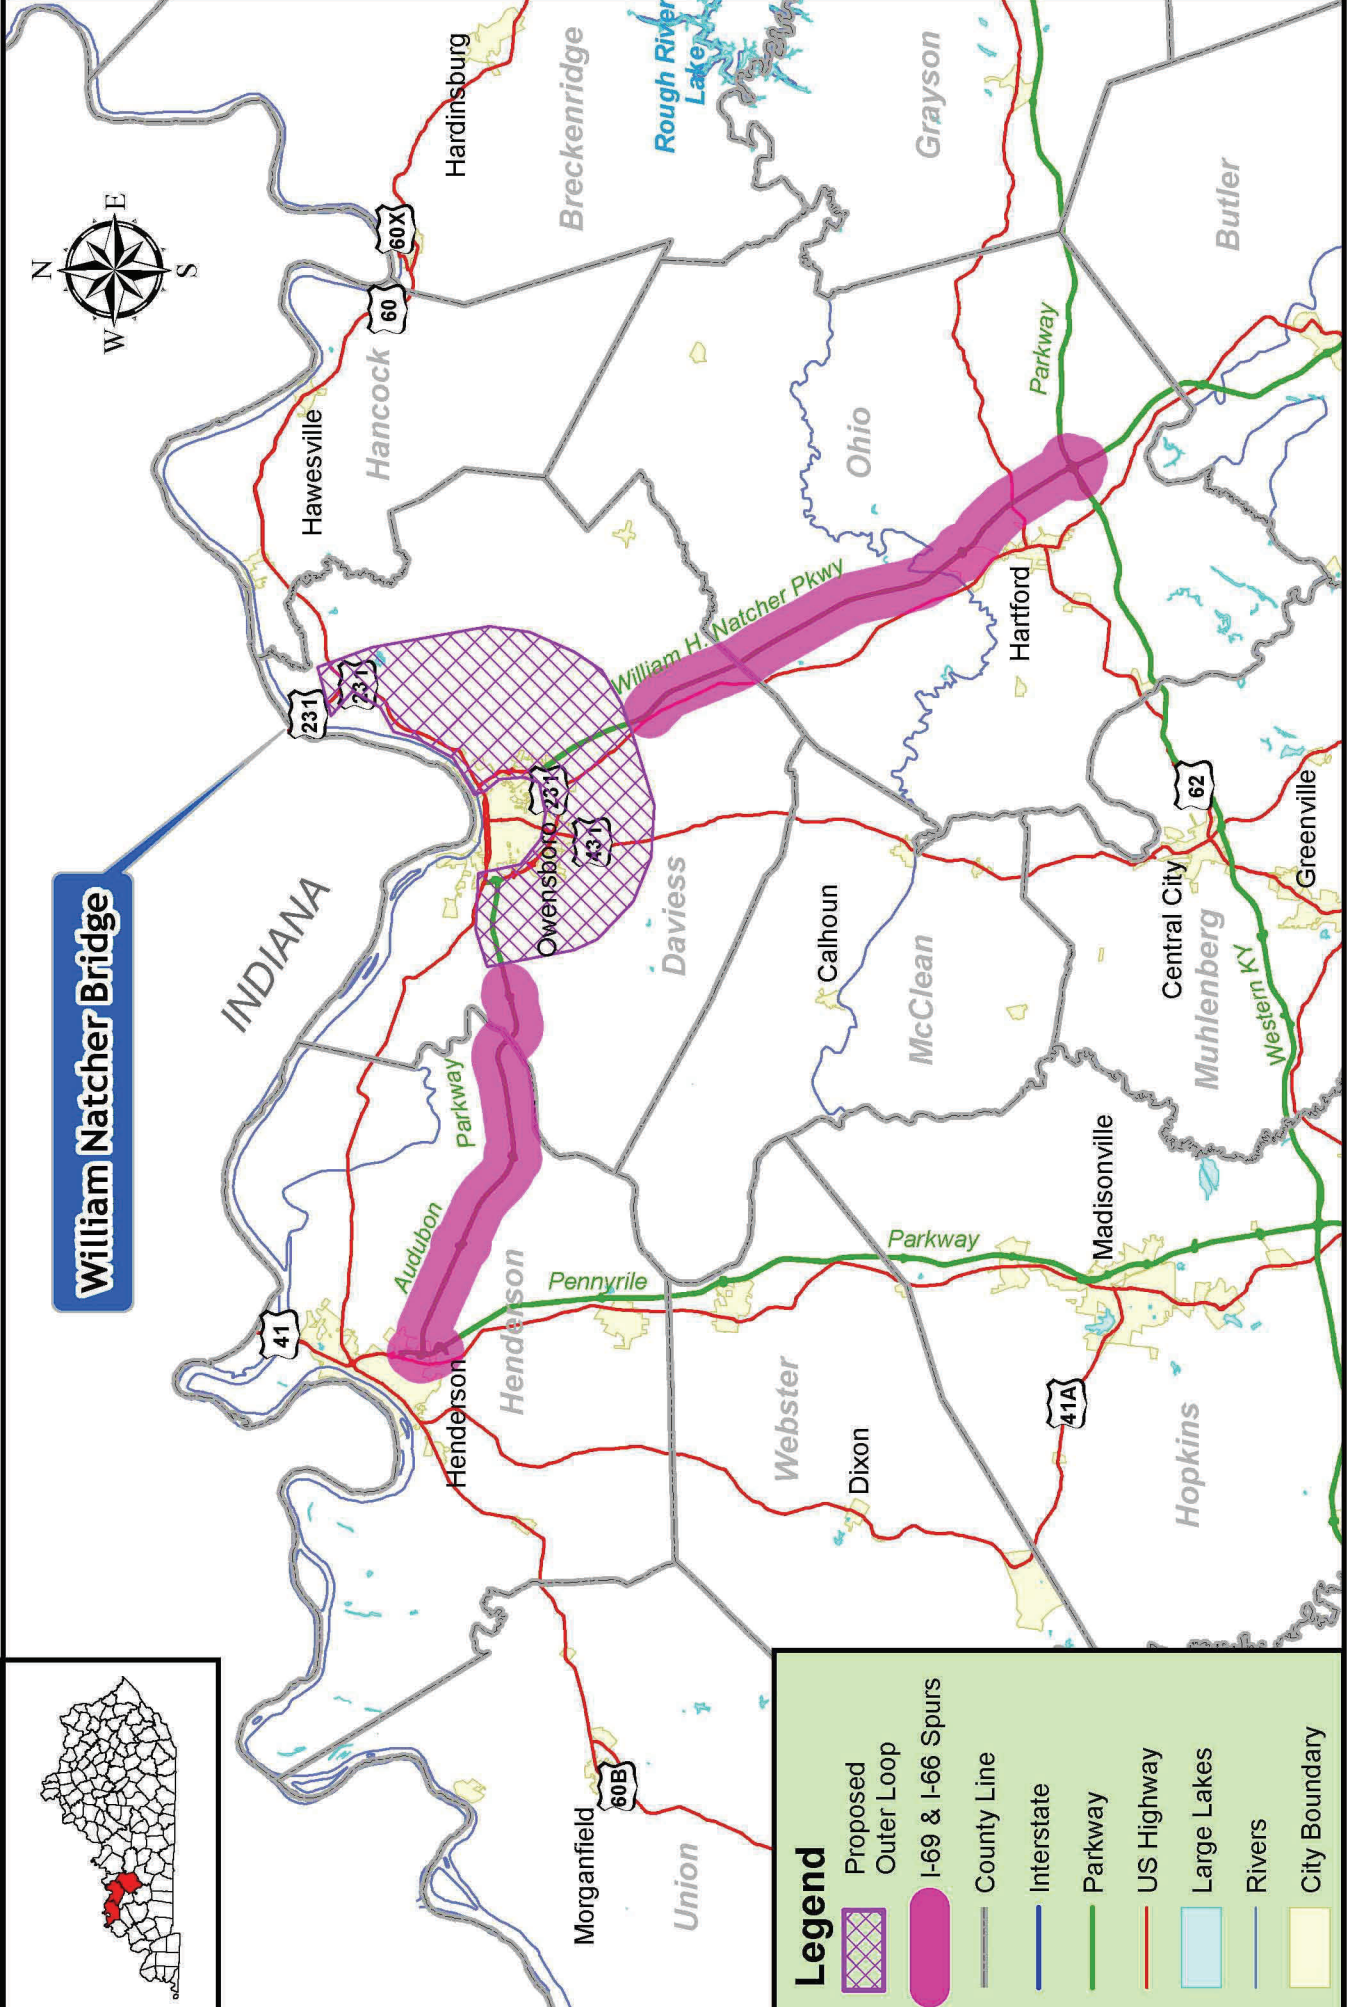 William Natcher Bridge
N
W
E
S
INDIANA
41
231
231
60
60X
Hawesville
Hancock
Hardinsburg
Breckenridge
Rough River
Lake
Grayson
Butler
Henderson
Henderson
Audubon
Parkway
Owensboro
231
431
Daviess
William H. Natcher Pkwy
Ohio
Parkway
Hartford
Morganfield
60B
Union
Pennyrile
Parkway
Webster
Dixon
Calhoun
McClean
41A
Madisonville
Hopkins
Central City
Muhlenberg
Western KY
62
Greenville
Legend
Proposed
Outer Loop
I-69 & I-66 Spurs
County Line
Interstate
Parkway
US Highway
Large Lakes
Rivers
City Boundary